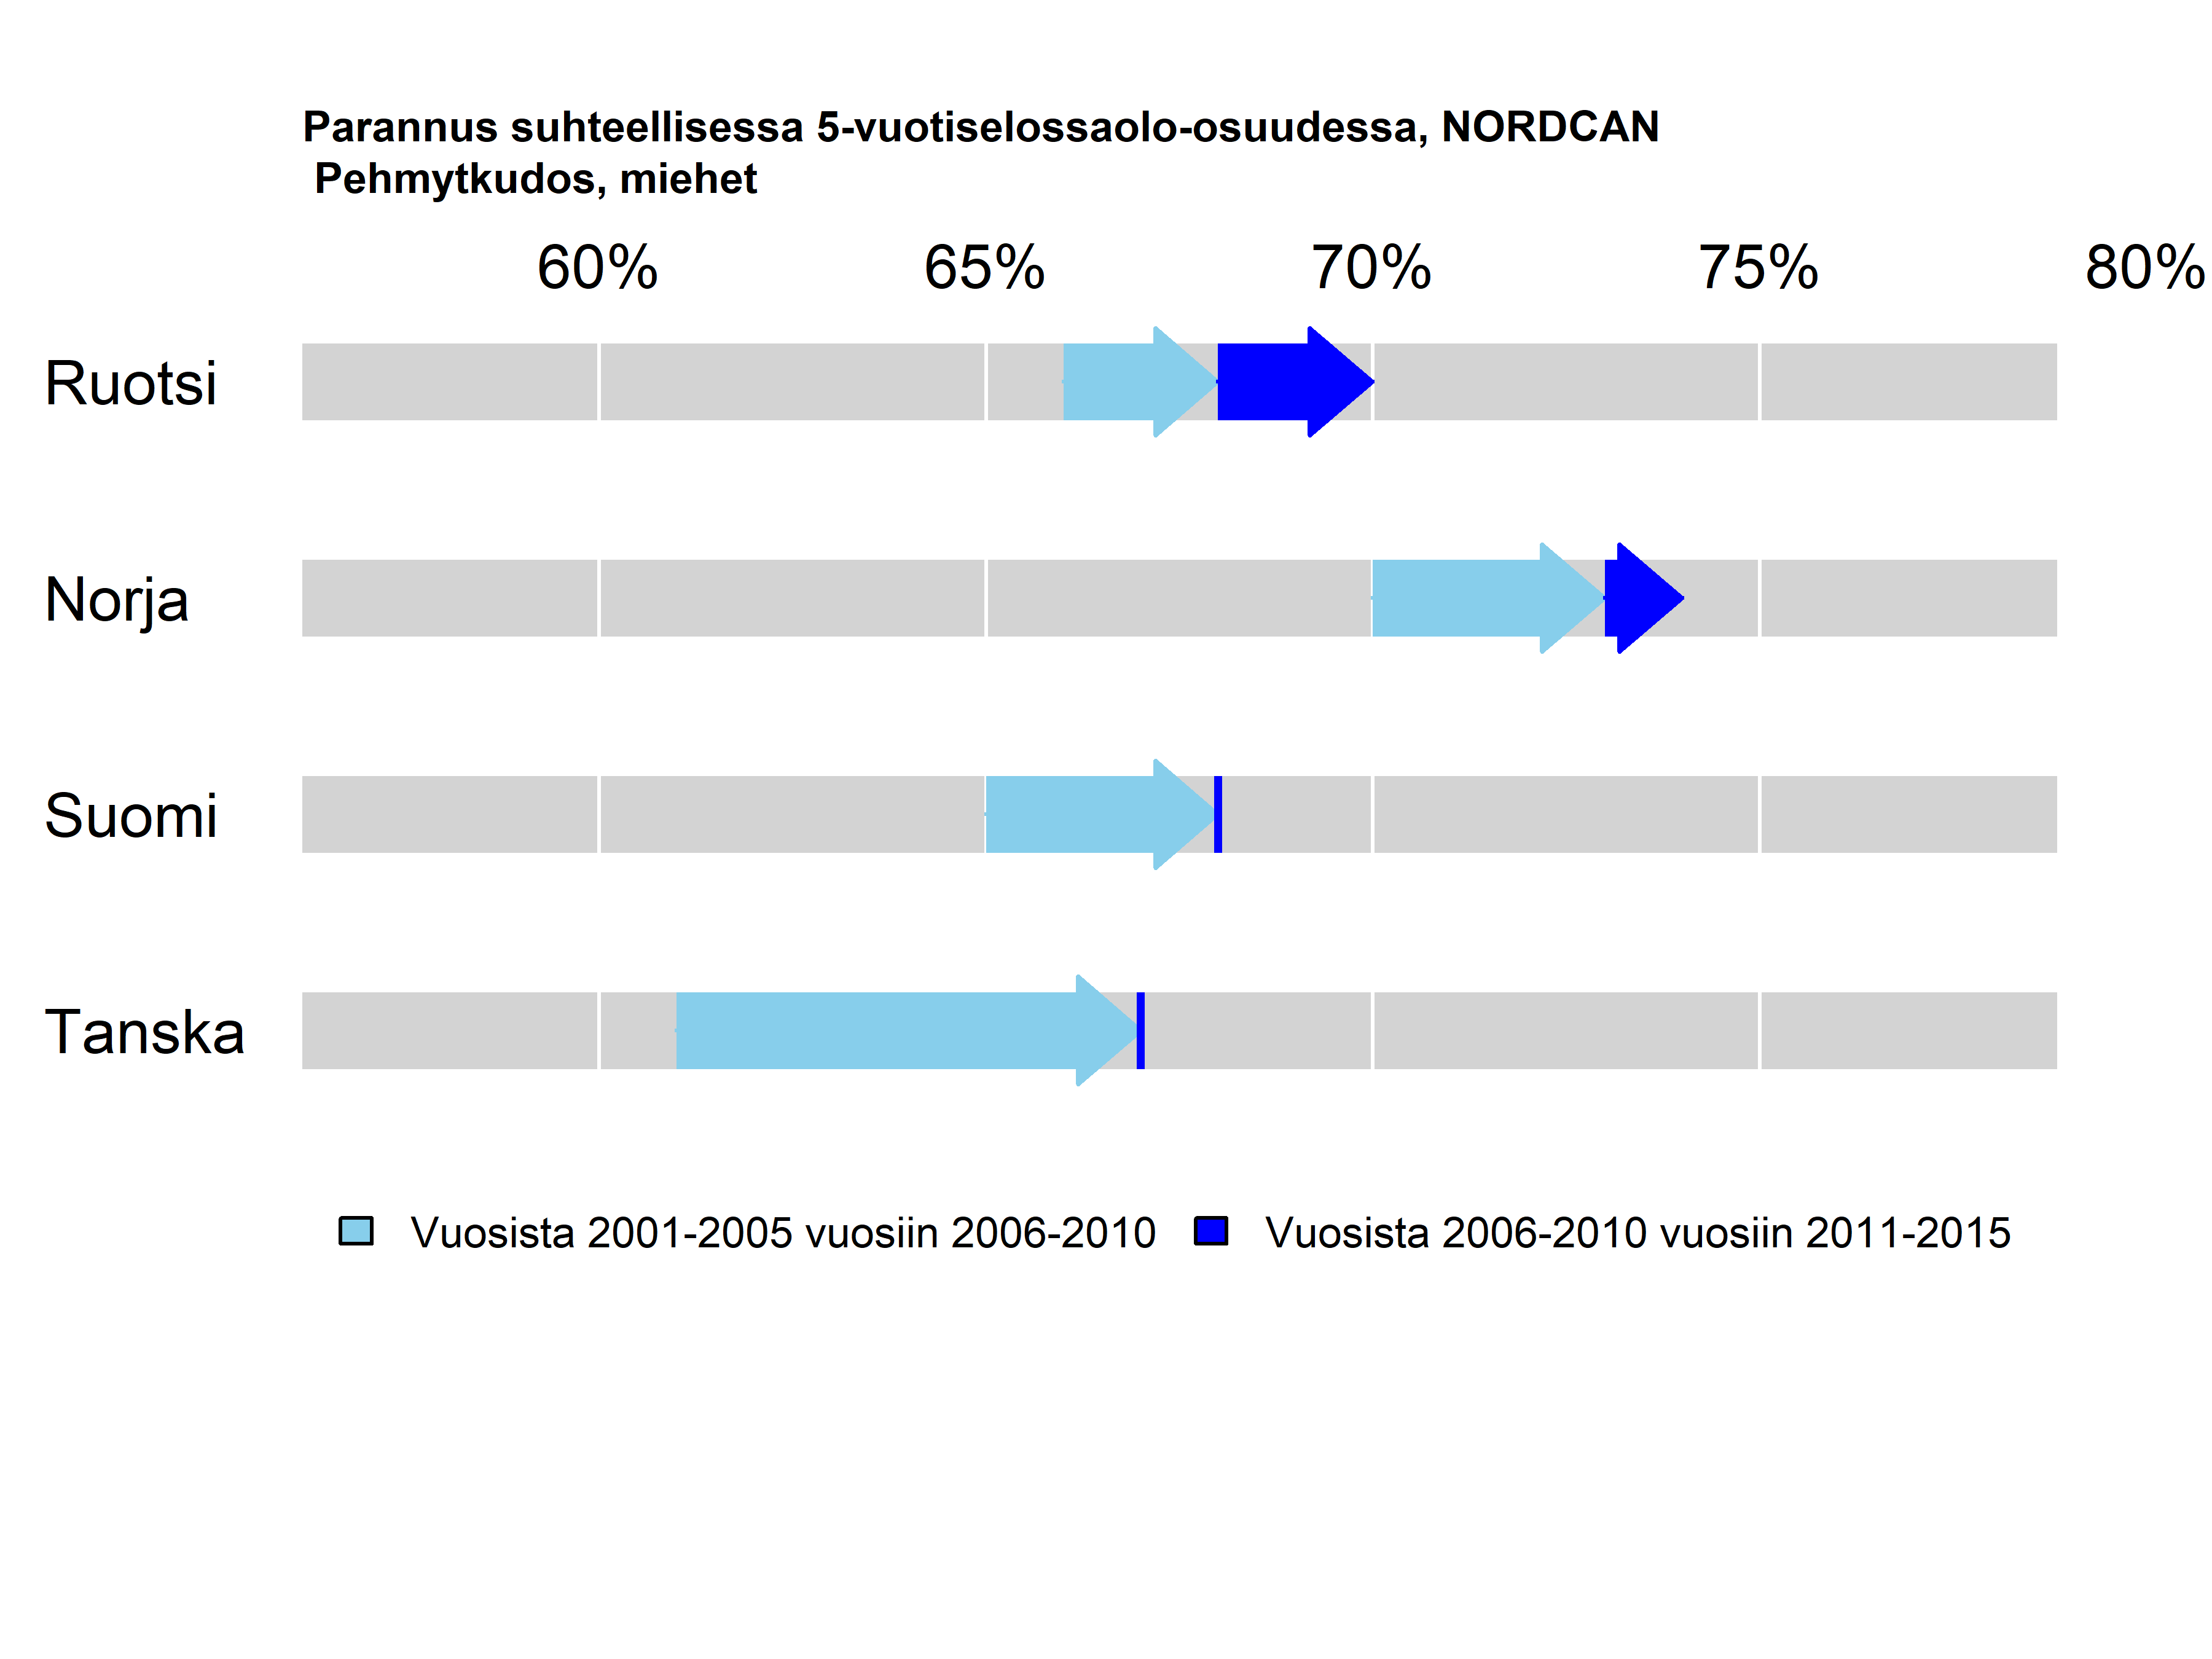 Parannus suhteellisessa 5-vuotiselossaolo-osuudessa, NORDCAN
Pehmytkudos, miehet
60% 65% 70% 75% 80%
Ruotsi
Norja
Suomi
Tanska
Vuosista 2001-2005 vuosiin 2006-2010 Vuosista 2006-2010 vuosiin 2011-2015